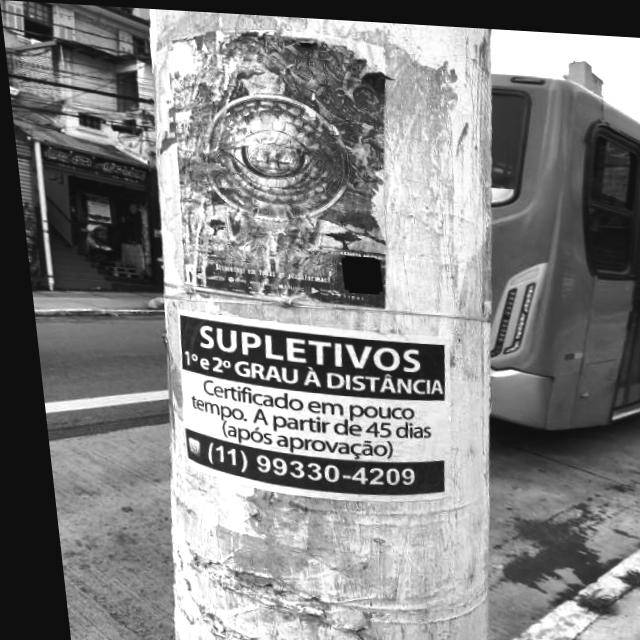 SUPLETIVOS
1º e 2º GRAU À DISTÂNCIA
Certificado em pouco
tempo. A partir de 45 dias
(após aprovação)
(11) 99330-4209